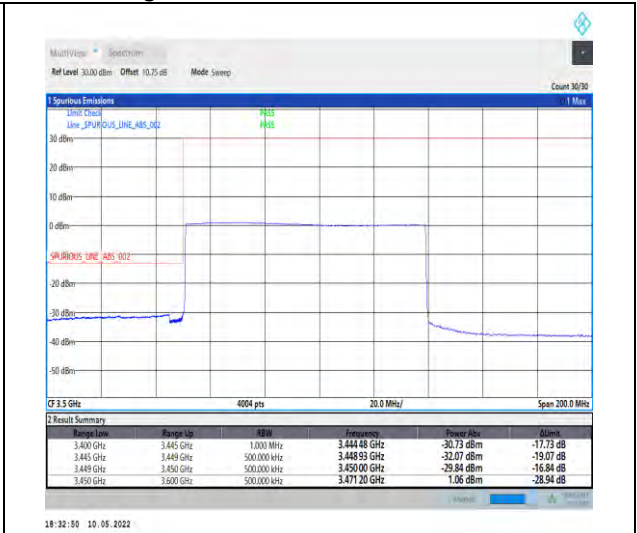 MultiView Spectrum
Ref Level 30.00 dBm Offset 10.75 dB Mode Sweep
Count 30/30
1 Spurious Emissions 1 Max
Limit Check PASS
Line _SPURIOUS_LINE_ABS_002 PASS
30 dBm
20 dBm
10 dBm
0 dBm
SPURIOUS_LINE_ABS_002
-20 dBm
-30 dBm
-40 dBm
-50 dBm
CF 3.5 GHz 4004 pts 20.0 MHz/ Span 200.0 MHz
2 Result Summary
Range Low Range Up RBW Frequency Power Abs ΔLimit
3.400 GHz 3.445 GHz 1.000 MHz 3.444 48 GHz -30.73 dBm -17.73 dB
3.445 GHz 3.449 GHz 500.000 kHz 3.448 93 GHz -32.07 dBm -19.07 dB
3.449 GHz 3.450 GHz 500.000 kHz 3.450 00 GHz -29.84 dBm -16.84 dB
3.450 GHz 3.600 GHz 500.000 kHz 3.471 20 GHz 1.06 dBm -28.94 dB
18:32:50 10.05.2022